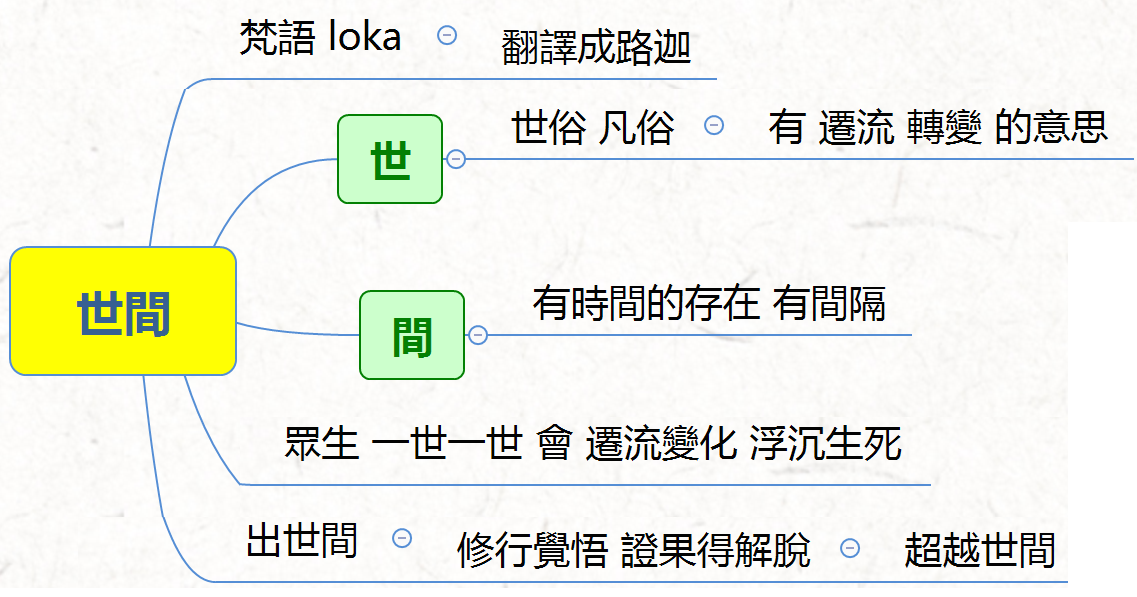 梵語 loka
翻譯成路迦
世
世俗 凡俗
有 遷流 轉變 的意思
世間
間
有時間的存在 有間隔
眾生 一世一世 會 遷流變化 浮沉生死
出世間
修行覺悟 證果得解脫
超越世間